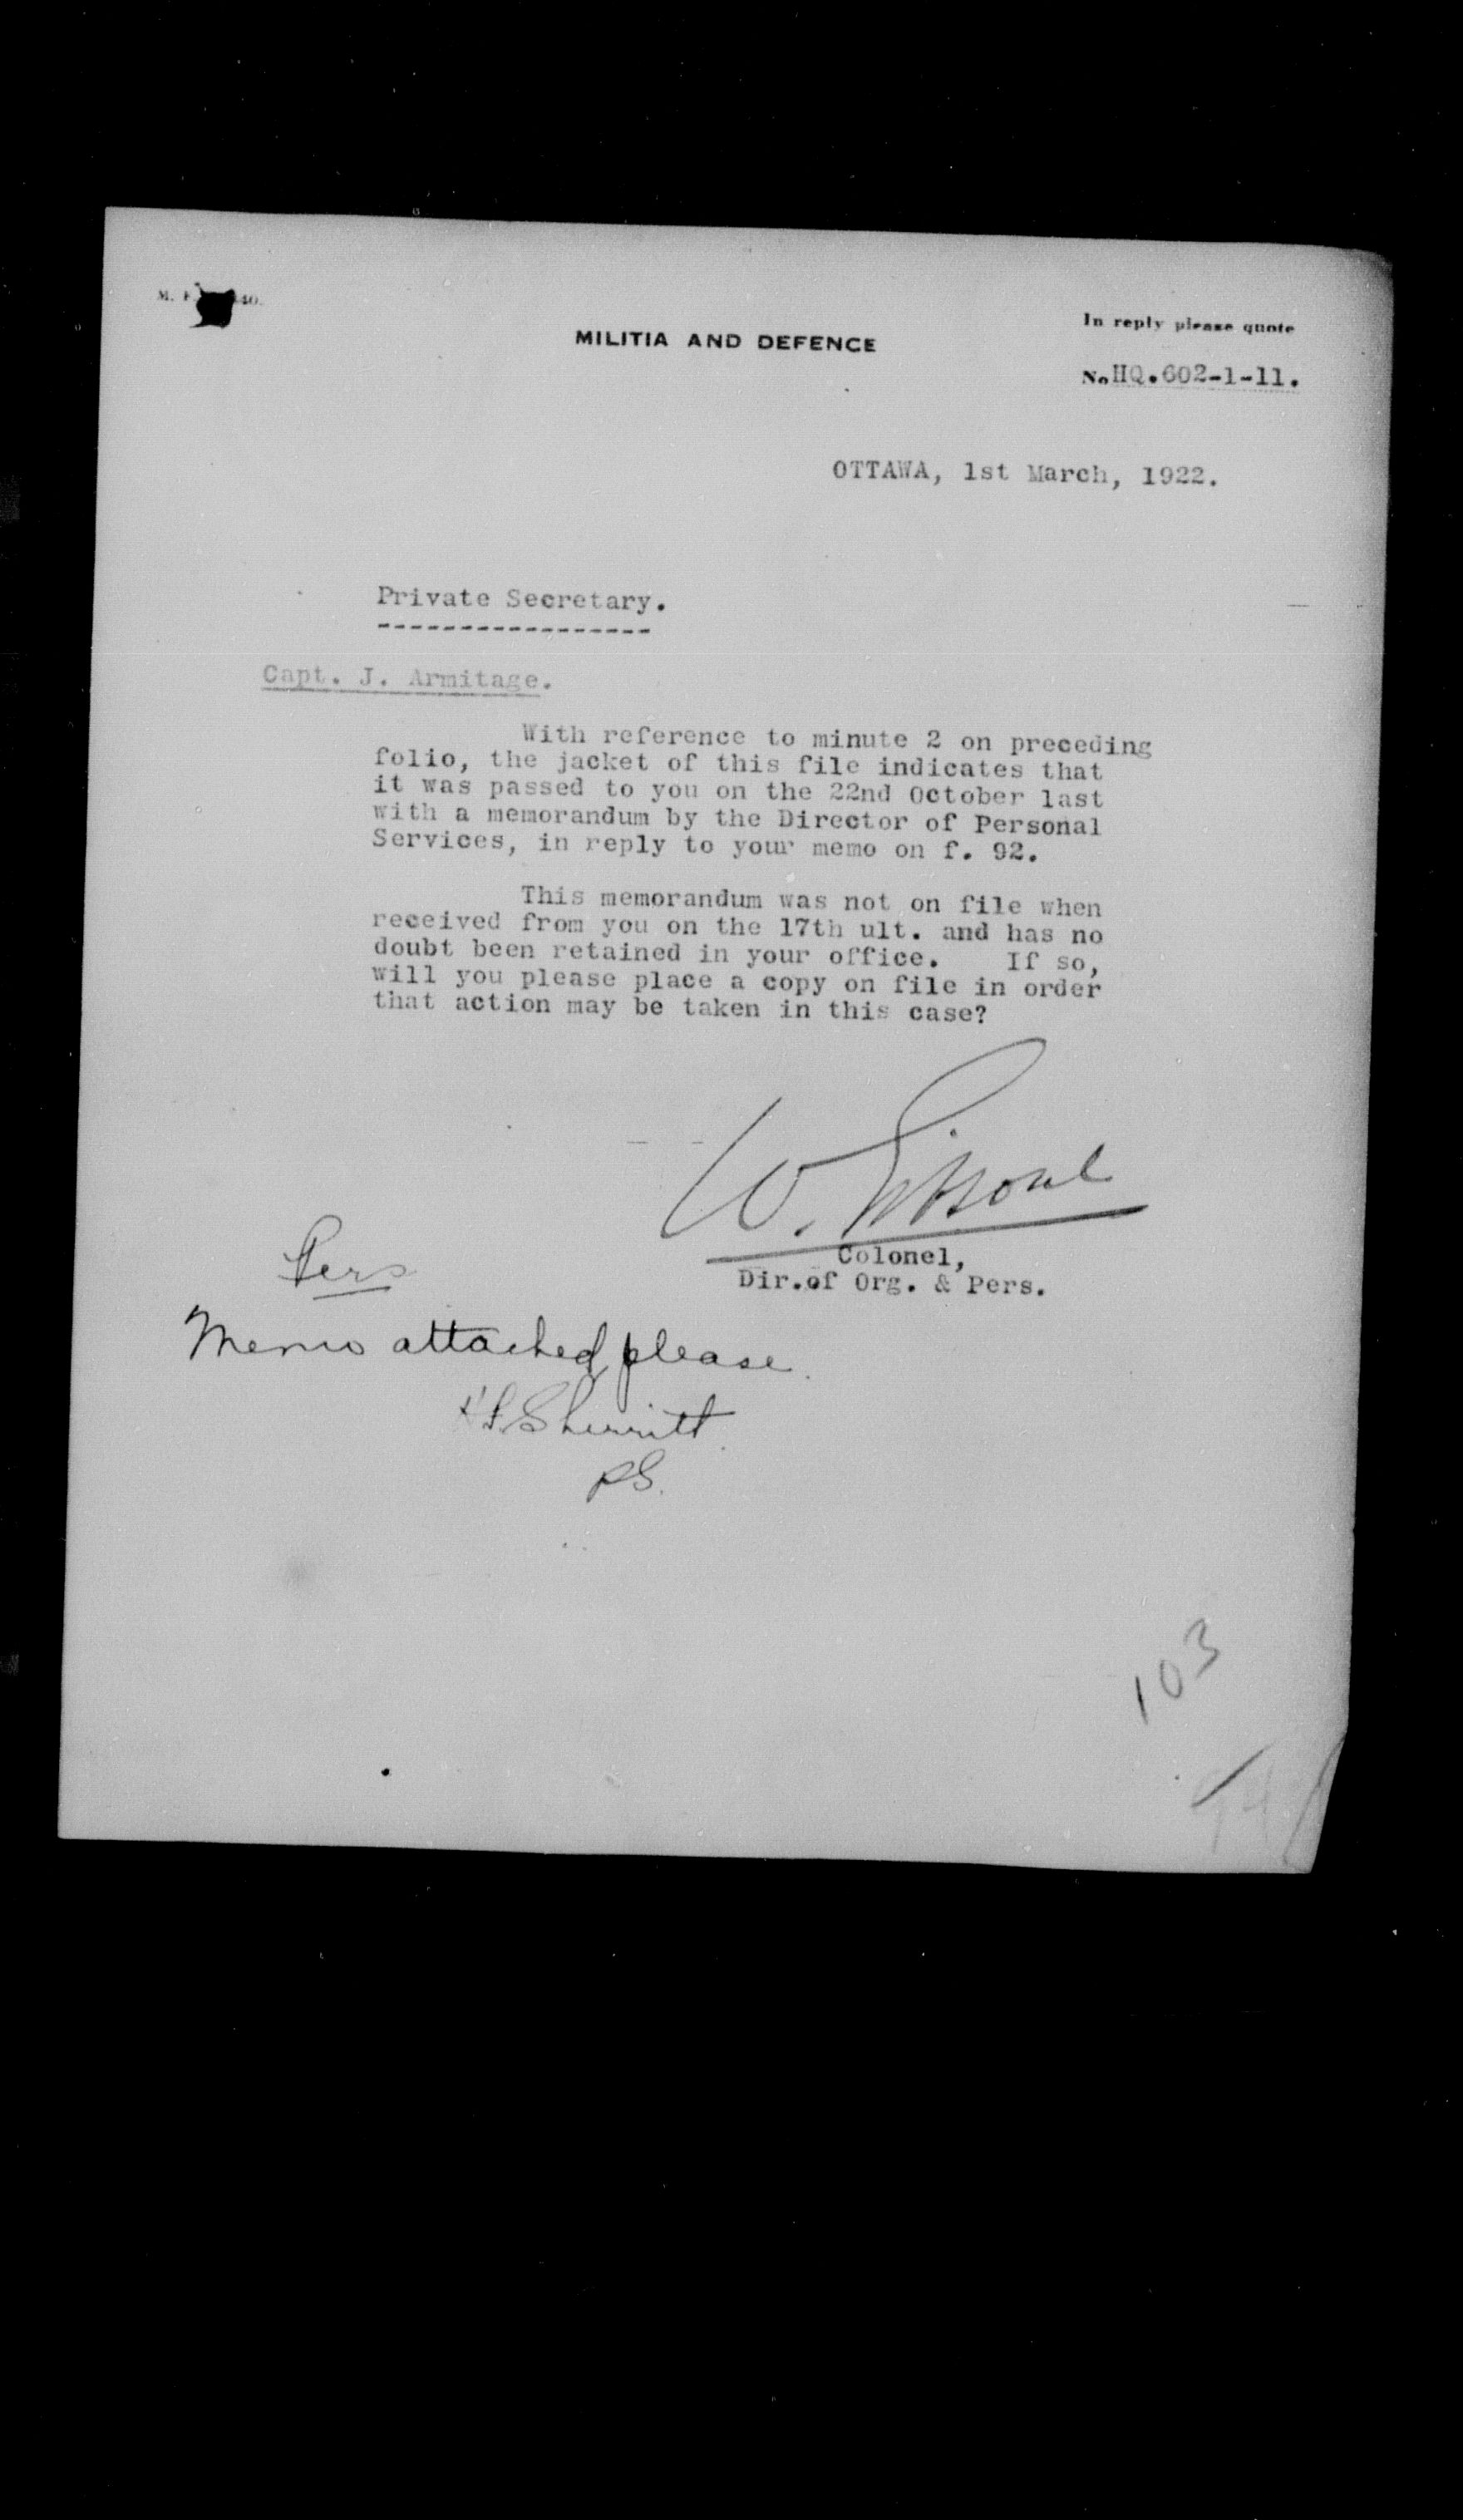 MILITIA AND DEFENCE
In reply please quote
No. HQ.602-1-11.
OTTAWA, 1st March, 1922.
Private Secretary.
-----------------
Capt. J. Armitage.
With reference to minute 2 on preceding
folio, the jacket of this file indicates that
it was passed to you on the 22nd October last
with a memorandum by the Director of Personal
Services, in reply to your memo on f. 92.
This memorandum was not on file when
received from you on the 17th ult. and has no
doubt been retained in your office. If so,
will you please place a copy on file in order
that action may be taken in this case?
W.
Colonel,
Dir.of Org. & Pers.
Pers
Memo attached, please.
Sherritt
PS.
103
94